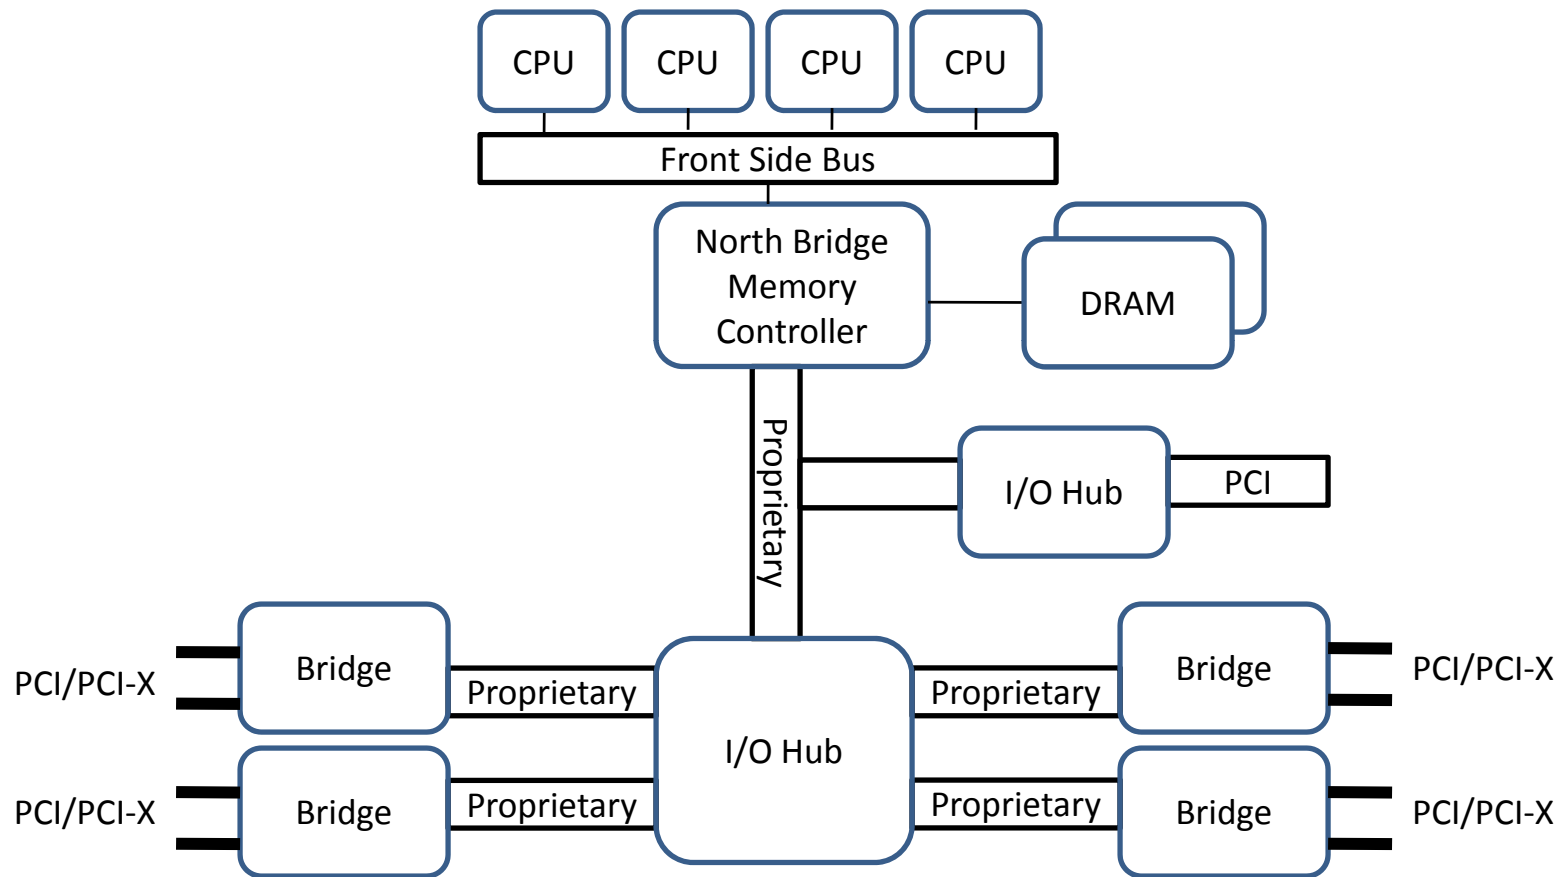 CPU
CPU
CPU
CPU
Front Side Bus
North Bridge
Memory
Controller
DRAM
Proprietary
I/O Hub
PCI
PCI/PCI-X
Bridge
Proprietary
I/O Hub
Proprietary
Bridge
PCI/PCI-X
PCI/PCI-X
Bridge
Proprietary
Proprietary
Bridge
PCI/PCI-X